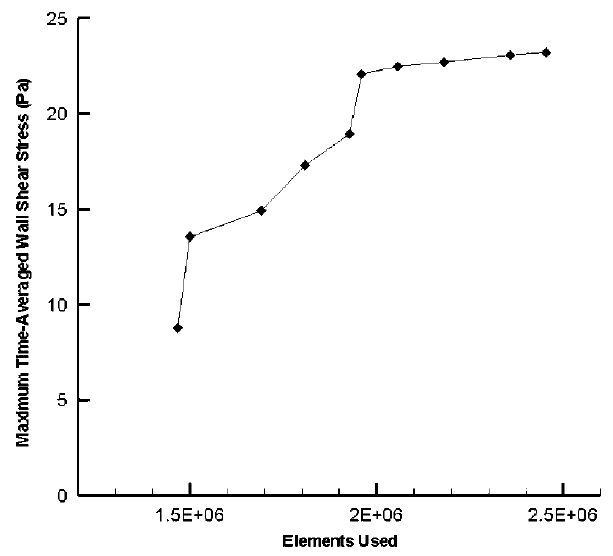 Maximum Time-Averaged Wall Shear Stress (Pa)
25
20
15
10
5
0
1.5E+06
2E+06
2.5E+06
Elements Used